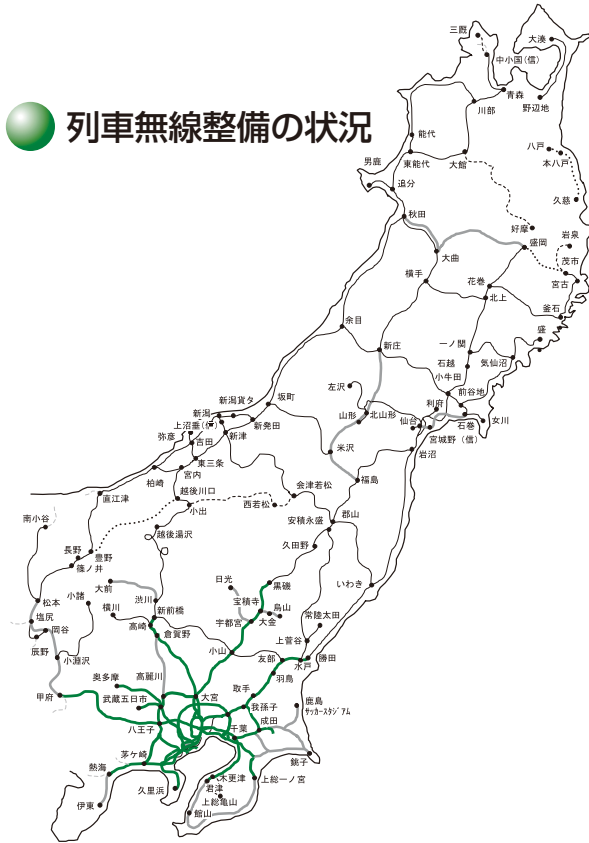 列車無線整備の状況
三厩
大湊
中小国(信)
青森
野辺地
川部
能代
東能代
大館
八戸
本八戸
男鹿
追分
久慈
秋田
好摩
盛岡
岩泉
茂市
宮古
大曲
横手
花巻
北上
釜石
盛
余目
新庄
一ノ関
石越
気仙沼
小牛田
前谷地
左沢
利府
女川
石巻
山形
北山形
仙台
宮城野(信)
岩沼
坂町
新潟貨タ
新潟
上沼垂(信)
新発田
弥彦
吉田
新津
東三条
米沢
福島
柏崎
宮内
直江津
越後川口
小出
西若松
会津若松
郡山
安積永盛
南小谷
越後湯沢
久田野
長野
豊野
篠ノ井
いわき
大前
小諸
渋川
日光
黒磯
宝積寺
烏山
横川
新前橋
宇都宮
大金
常陸太田
松本
塩尻
岡谷
高崎
倉賀野
上菅谷
辰野
小淵沢
小山
友部
水戸
勝田
奥多摩
高麗川
羽鳥
甲府
武蔵五日市
大宮
取手
我孫子
鹿島
サッカースタジアム
成田
八王子
千葉
茅ケ崎
銚子
熱海
木更津
君津
上総一ノ宮
久里浜
上総亀山
伊東
館山